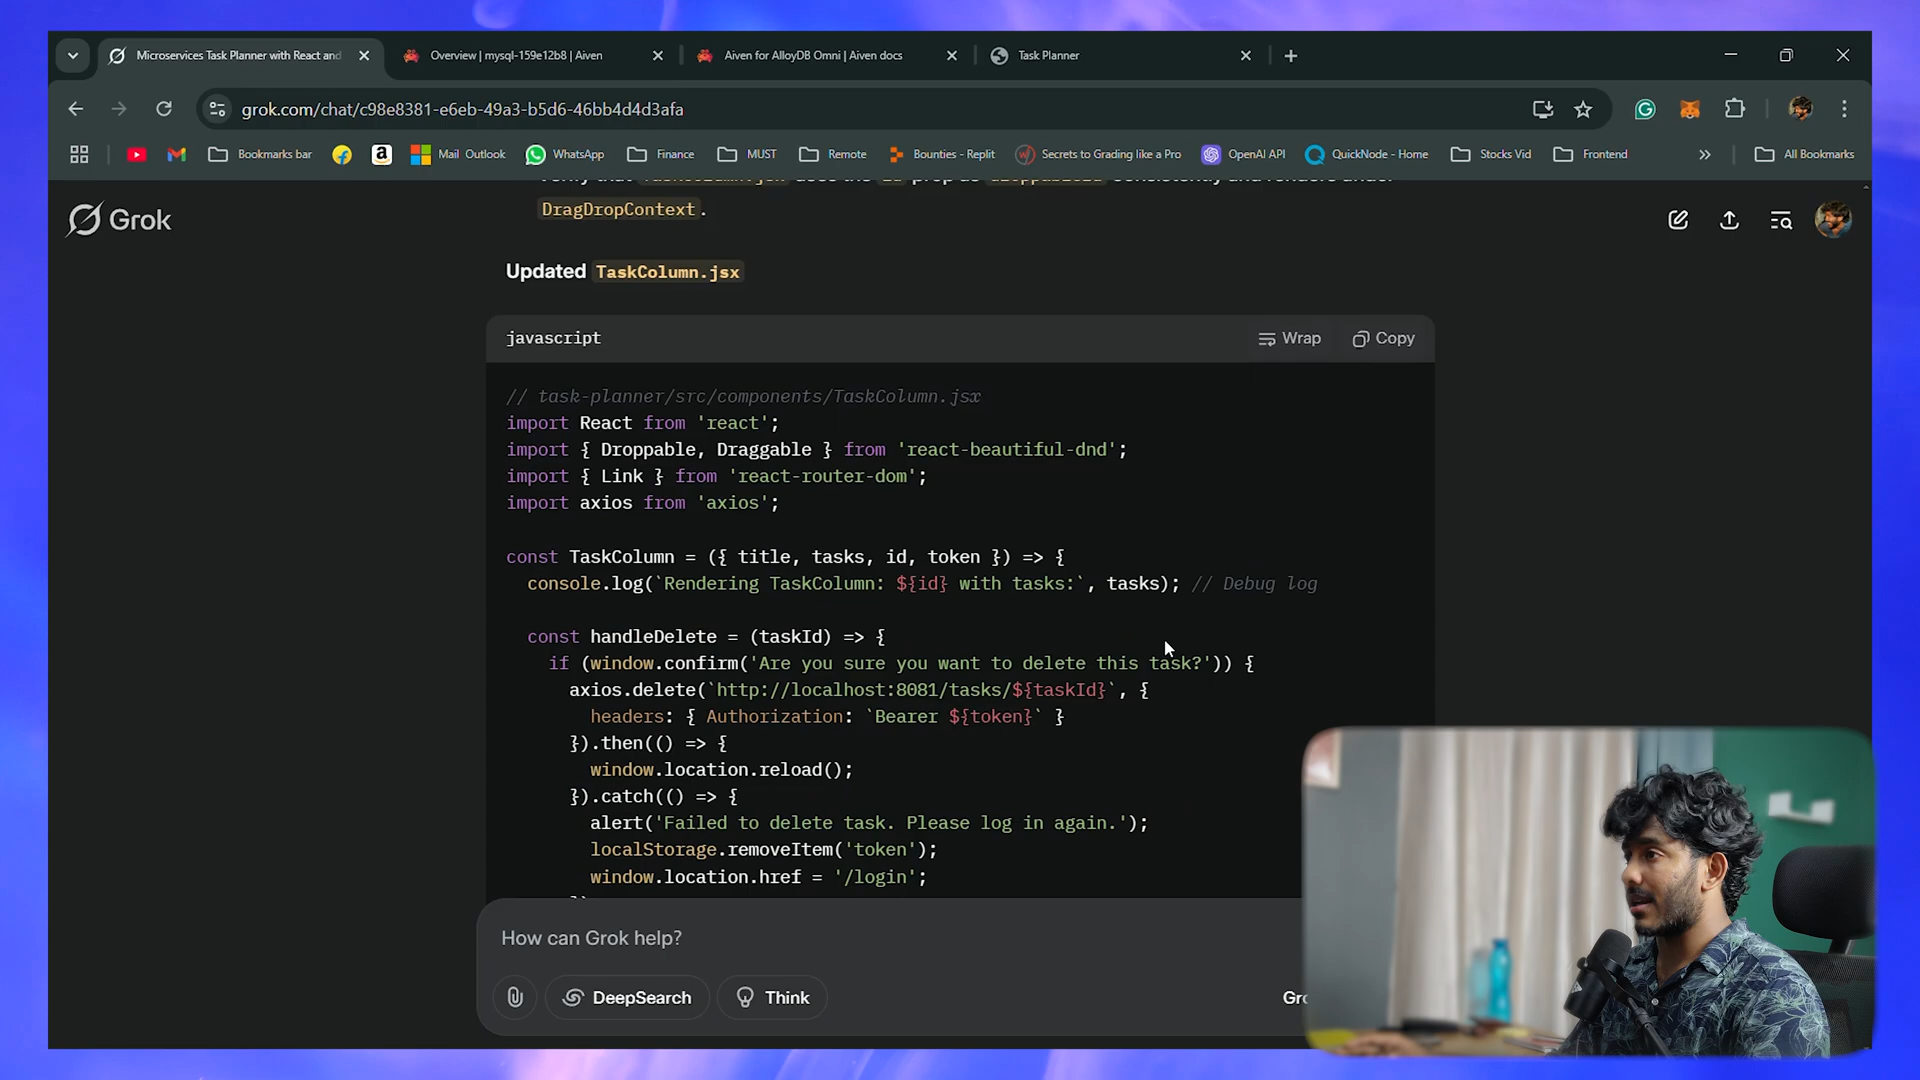 Microservices Task Planner with React and
Overview | mysql-159e12b8 | Aiven
Aiven for AlloyDB Omni | Aiven docs
Task Planner
grok.com/chat/c98e8381-e6eb-49a3-b5d6-46bb4d4d3afa
Bookmarks bar
Mail Outlook
WhatsApp
Finance
MUST
Remote
Bounties - Replit
Secrets to Grading like a Pro
OpenAI API
QuickNode - Home
Stocks Vid
Frontend
All Bookmarks
Grok
DragDropContext.
Updated TaskColumn.jsx
javascript
Wrap
Copy
// task-planner/src/components/TaskColumn.jsx
import React from 'react';
import { Droppable, Draggable } from 'react-beautiful-dnd';
import { Link } from 'react-router-dom';
import axios from 'axios';
const TaskColumn = ({ title, tasks, id, token }) => {
console.log(`Rendering TaskColumn: ${id} with tasks:`, tasks); // Debug log
const handleDelete = (taskId) => {
if (window.confirm('Are you sure you want to delete this task?')) {
axios.delete(`http://localhost:8081/tasks/${taskId}`, {
headers: { Authorization: `Bearer ${token}` }
}).then(() => {
window.location.reload();
}).catch(() => {
alert('Failed to delete task. Please log in again.');
localStorage.removeItem('token');
window.location.href = '/login';
How can Grok help?
DeepSearch
Think